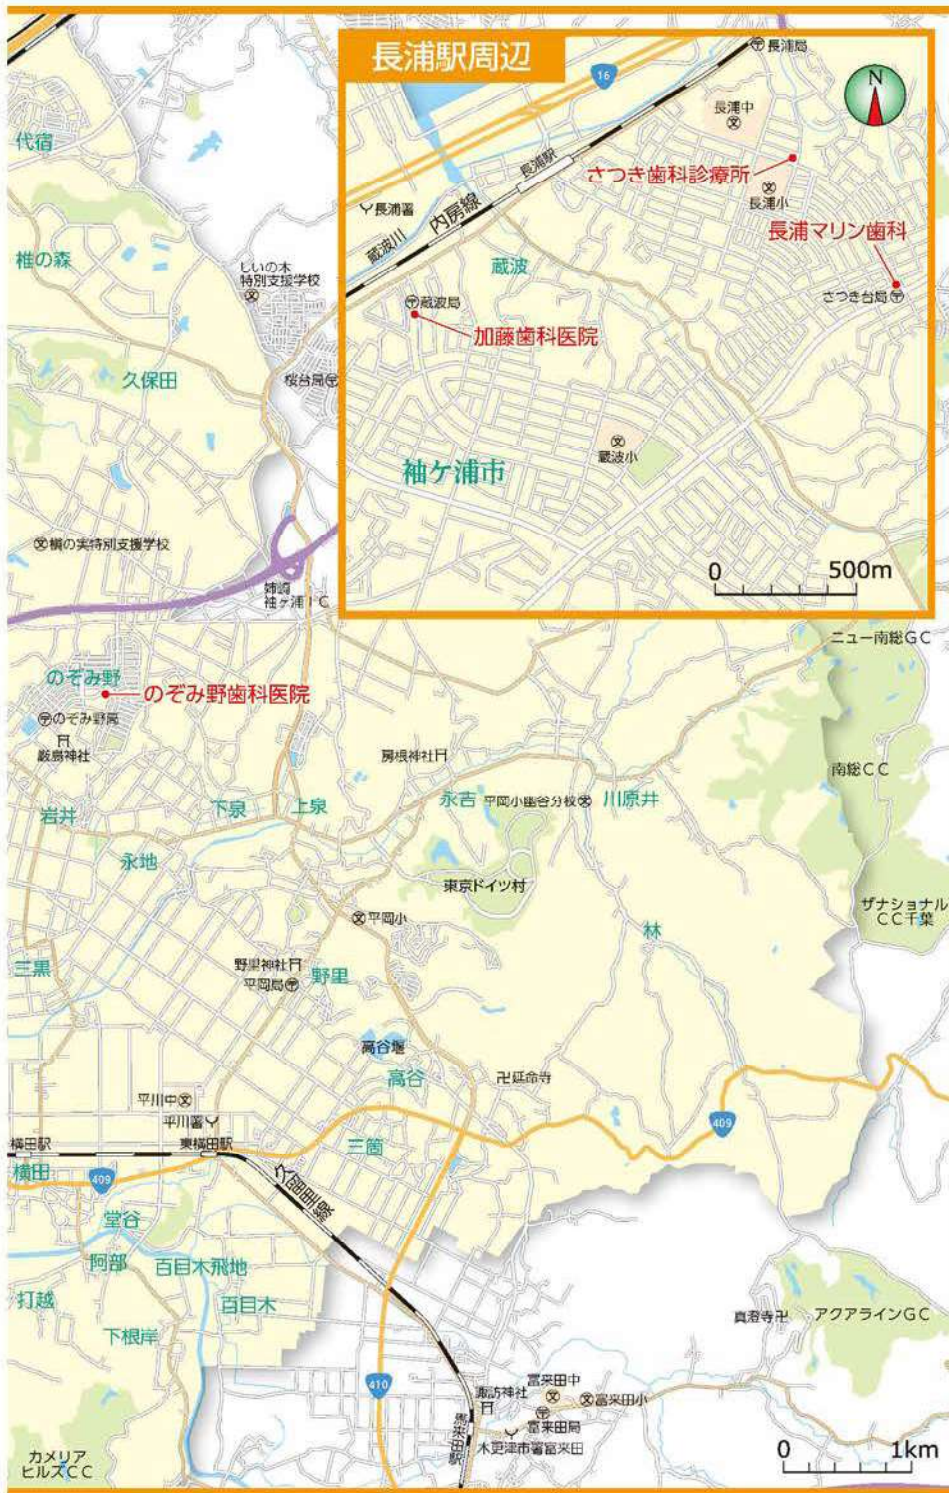 長浦駅周辺
長浦局
16
N
長浦中
長浦駅
さつき歯科診療所
長浦小
長浦署
内房線
蔵波川
長浦マリン歯科
蔵波
さつき台局
蔵波局
加藤歯科医院
蔵波小
袖ケ浦市
0 500m
代宿
椎の森
しいの木
特別支援学校
久保田
桜台局
槇の実特別支援学校
姉崎
袖ヶ浦IC
ニュー南総GC
のぞみ野
のぞみ野歯科医院
のぞみ野局
厳島神社
房根神社
南総CC
岩井
下泉
上泉
永吉
平岡小幽谷分校
川原井
永地
東京ドイツ村
ザナショナル
CC千葉
平岡小
林
三黒
野里神社
平岡局
野里
高谷堰
高谷
卍延命寺
平川中
平川署
409
横田駅
東横田駅
三箇
横田
409
久留里線
堂谷
阿部
百目木飛地
打越
百目木
下根岸
真澄寺卍
アクアラインGC
410
諏訪神社
富来田中
富来田小
富来田局
木更津市署富来田
馬来田駅
カメリア
ヒルズCC
0 1km